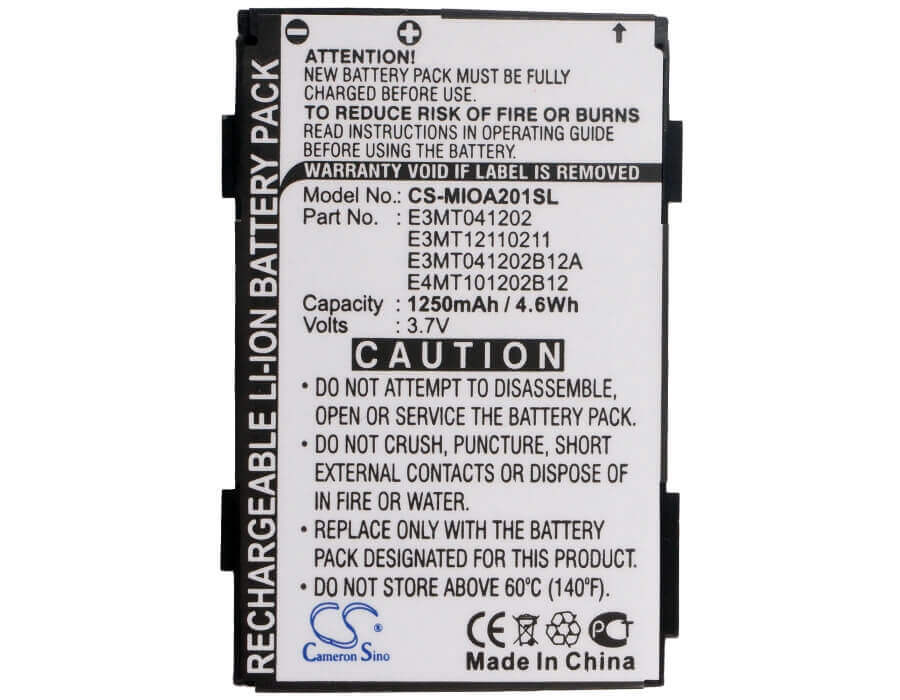 RECHARGEABLE LI-ION BATTERY PACK
ATTENTION!
NEW BATTERY PACK MUST BE FULLY
CHARGED BEFORE USE.
TO REDUCE RISK OF FIRE OR BURNS
READ INSTRUCTIONS IN OPERATING GUIDE
BEFORE USING THE BATTERY.
WARRANTY VOID IF LABEL IS REMOVED
Model No.: CS-MIOA201SL
Part No. : E3MT041202
E3MT12110211
E3MT041202B12A
E4MT101202B12
Capacity : 1250mAh / 4.6Wh
Volts : 3.7V
CAUTION
• DO NOT ATTEMPT TO DISASSEMBLE,
OPEN OR SERVICE THE BATTERY PACK.
• DO NOT CRUSH, PUNCTURE, SHORT
EXTERNAL CONTACTS OR DISPOSE OF
IN FIRE OR WATER.
• REPLACE ONLY WITH THE BATTERY
PACK DESIGNATED FOR THIS PRODUCT.
• DO NOT STORE ABOVE 60°C (140°F).
CS ®
Cameron Sino
CE PCT
Made In China